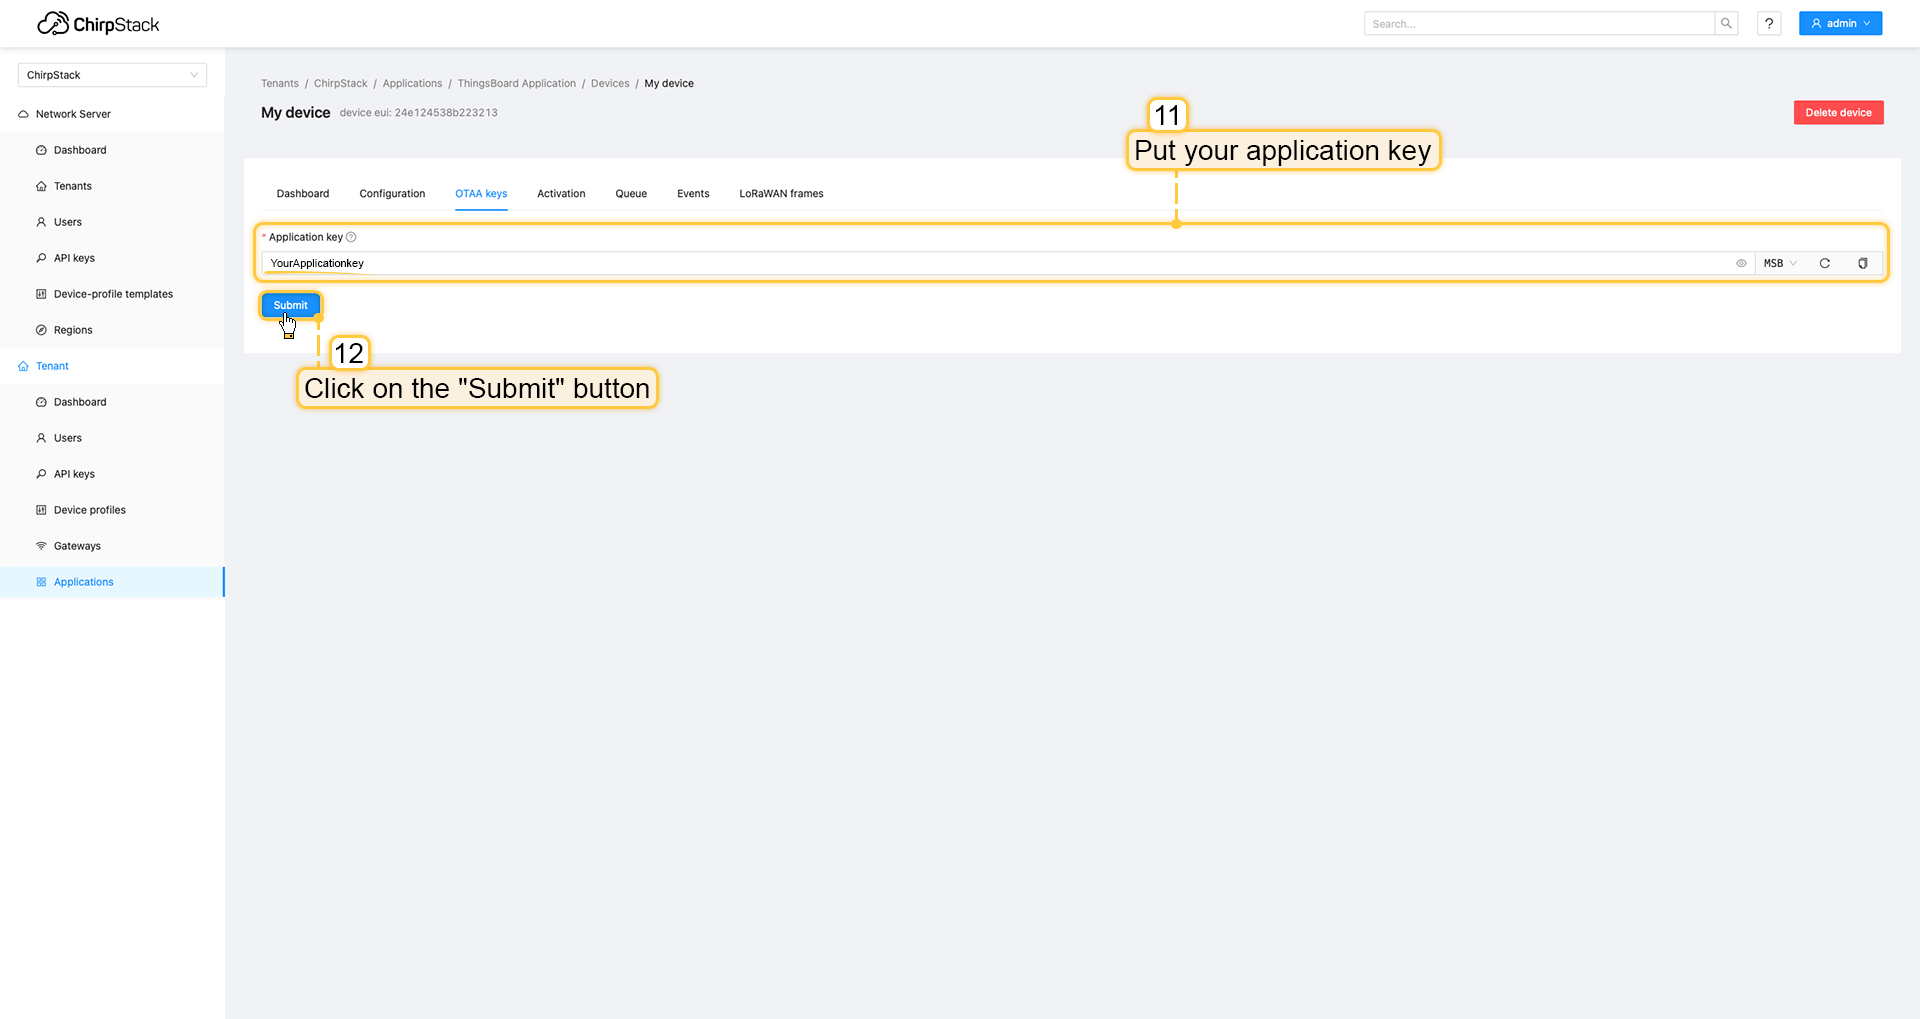 ChirpStack
Search...
?
admin
ChirpStack
Network Server
Dashboard
Tenants
Users
API keys
Device-profile templates
Regions
Tenant
Dashboard
Users
API keys
Device profiles
Gateways
Applications
Tenants / ChirpStack / Applications / ThingsBoard Application / Devices / My device
My device device eui: 24e124538b223213
Delete device
11
Put your application key
Dashboard Configuration OTAA keys Activation Queue Events LoRaWAN frames
* Application key
YourApplicationkey
MSB
Submit
12
Click on the "Submit" button